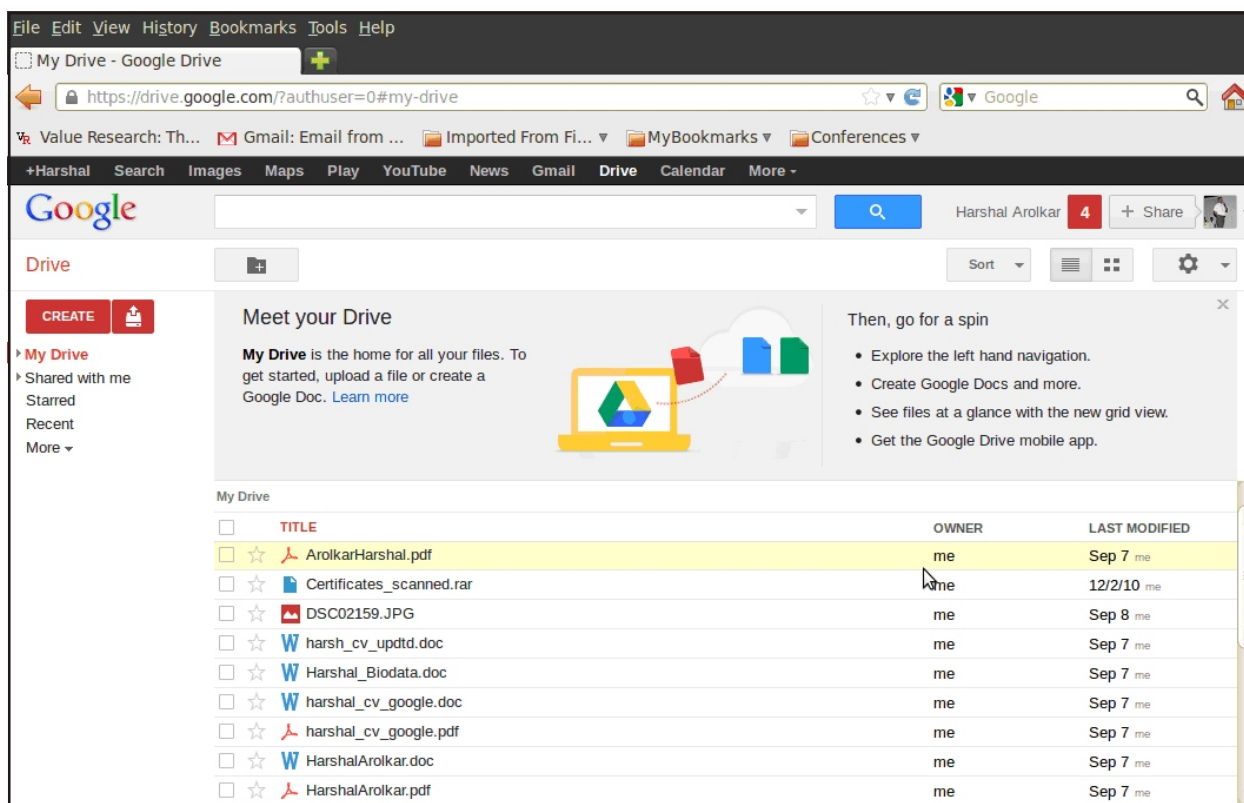 File Edit View History Bookmarks Tools Help
My Drive - Google Drive
https://drive.google.com/?authuser=0#my-drive Google
Value Research: Th... Gmail: Email from ... Imported From Fi... MyBookmarks Conferences
+Harshal Search Images Maps Play YouTube News Gmail Drive Calendar More
Google Harshal Arolkar 4 + Share
Drive Sort
CREATE
My Drive
Shared with me
Starred
Recent
More
Meet your Drive
My Drive is the home for all your files. To
get started, upload a file or create a
Google Doc. Learn more
Then, go for a spin
• Explore the left hand navigation.
• Create Google Docs and more.
• See files at a glance with the new grid view.
• Get the Google Drive mobile app.
My Drive
TITLE OWNER LAST MODIFIED
ArolkarHarshal.pdf me Sep 7 me
Certificates_scanned.rar me 12/2/10 me
DSC02159.JPG me Sep 8 me
harsh_cv_updtd.doc me Sep 7 me
Harshal_Biodata.doc me Sep 7 me
harshal_cv_google.doc me Sep 7 me
harshal_cv_google.pdf me Sep 7 me
HarshalArolkar.doc me Sep 7 me
HarshalArolkar.pdf me Sep 7 me